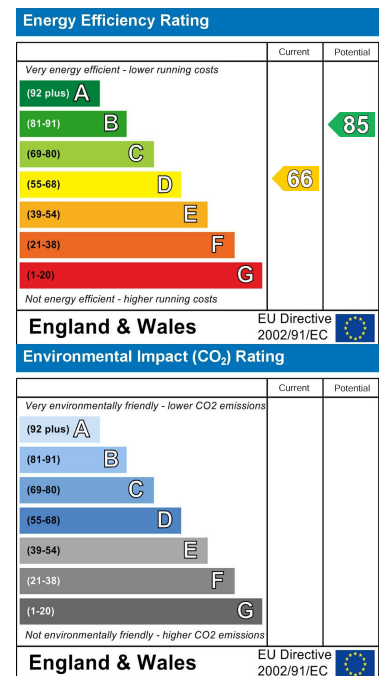 Energy Efficiency Rating
Current Potential
Very energy efficient - lower running costs
(92 plus) A
(81-91) B
85
(69-80) C
(55-68) D
66
(39-54) E
(21-38) F
(1-20) G
Not energy efficient - higher running costs
England & Wales
EU Directive
2002/91/EC
Environmental Impact (CO₂) Rating
Current Potential
Very environmentally friendly - lower CO2 emissions
(92 plus) A
(81-91) B
(69-80) C
(55-68) D
(39-54) E
(21-38) F
(1-20) G
Not environmentally friendly - higher CO2 emissions
England & Wales
EU Directive
2002/91/EC